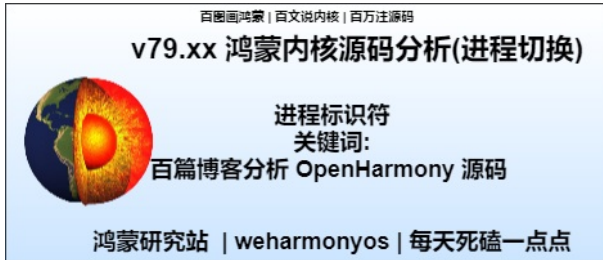 百图画鸿蒙 | 百文说内核 | 百万注源码
v79.xx 鸿蒙内核源码分析(进程切换)
进程标识符
关键词:
百篇博客分析 OpenHarmony 源码
鸿蒙研究站 | weharmonyos | 每天死磕一点点